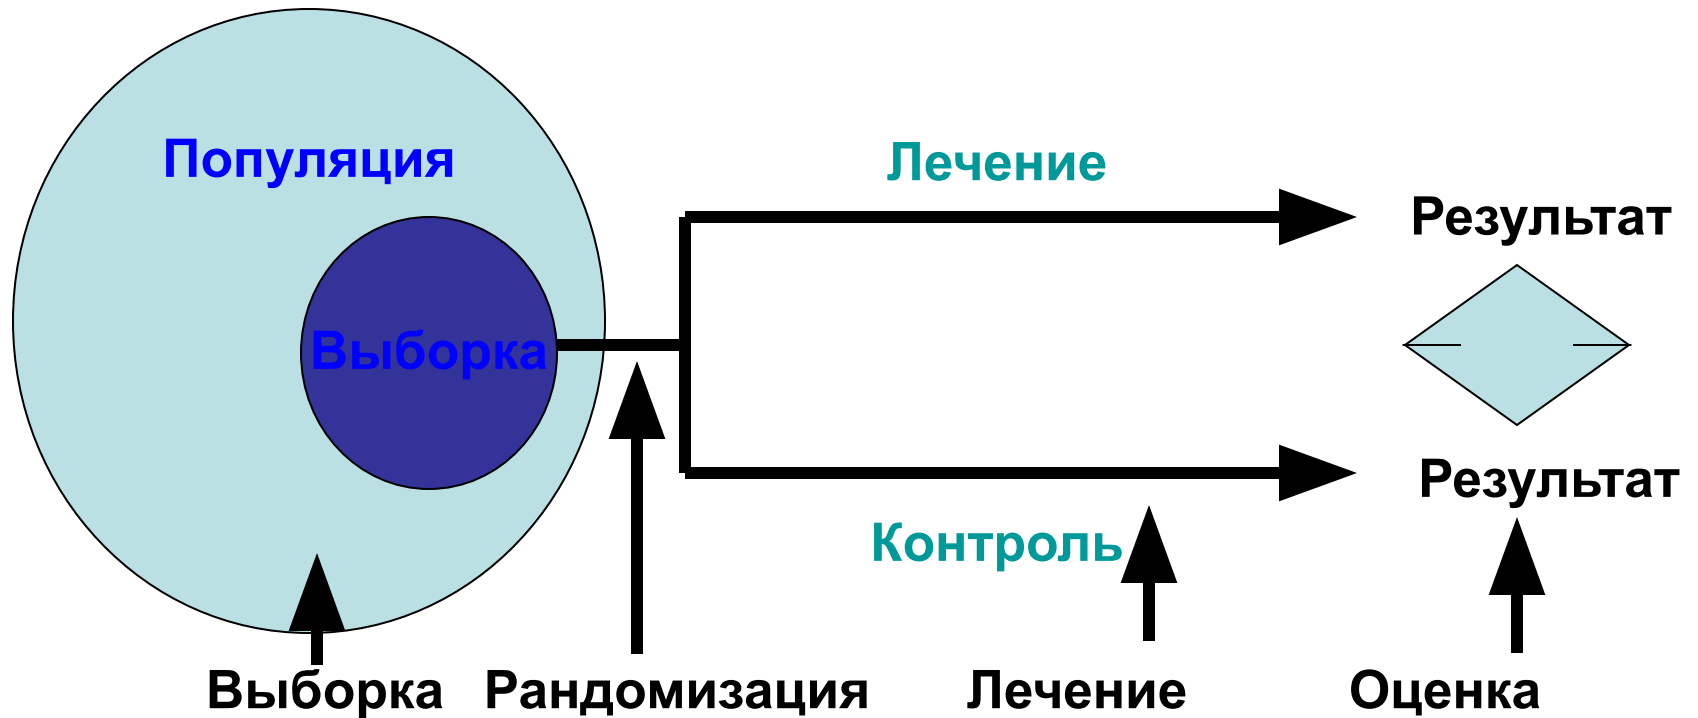 Популяция
Лечение
Результат
Выборка
Результат
Контроль
Выборка Рандомизация Лечение Оценка